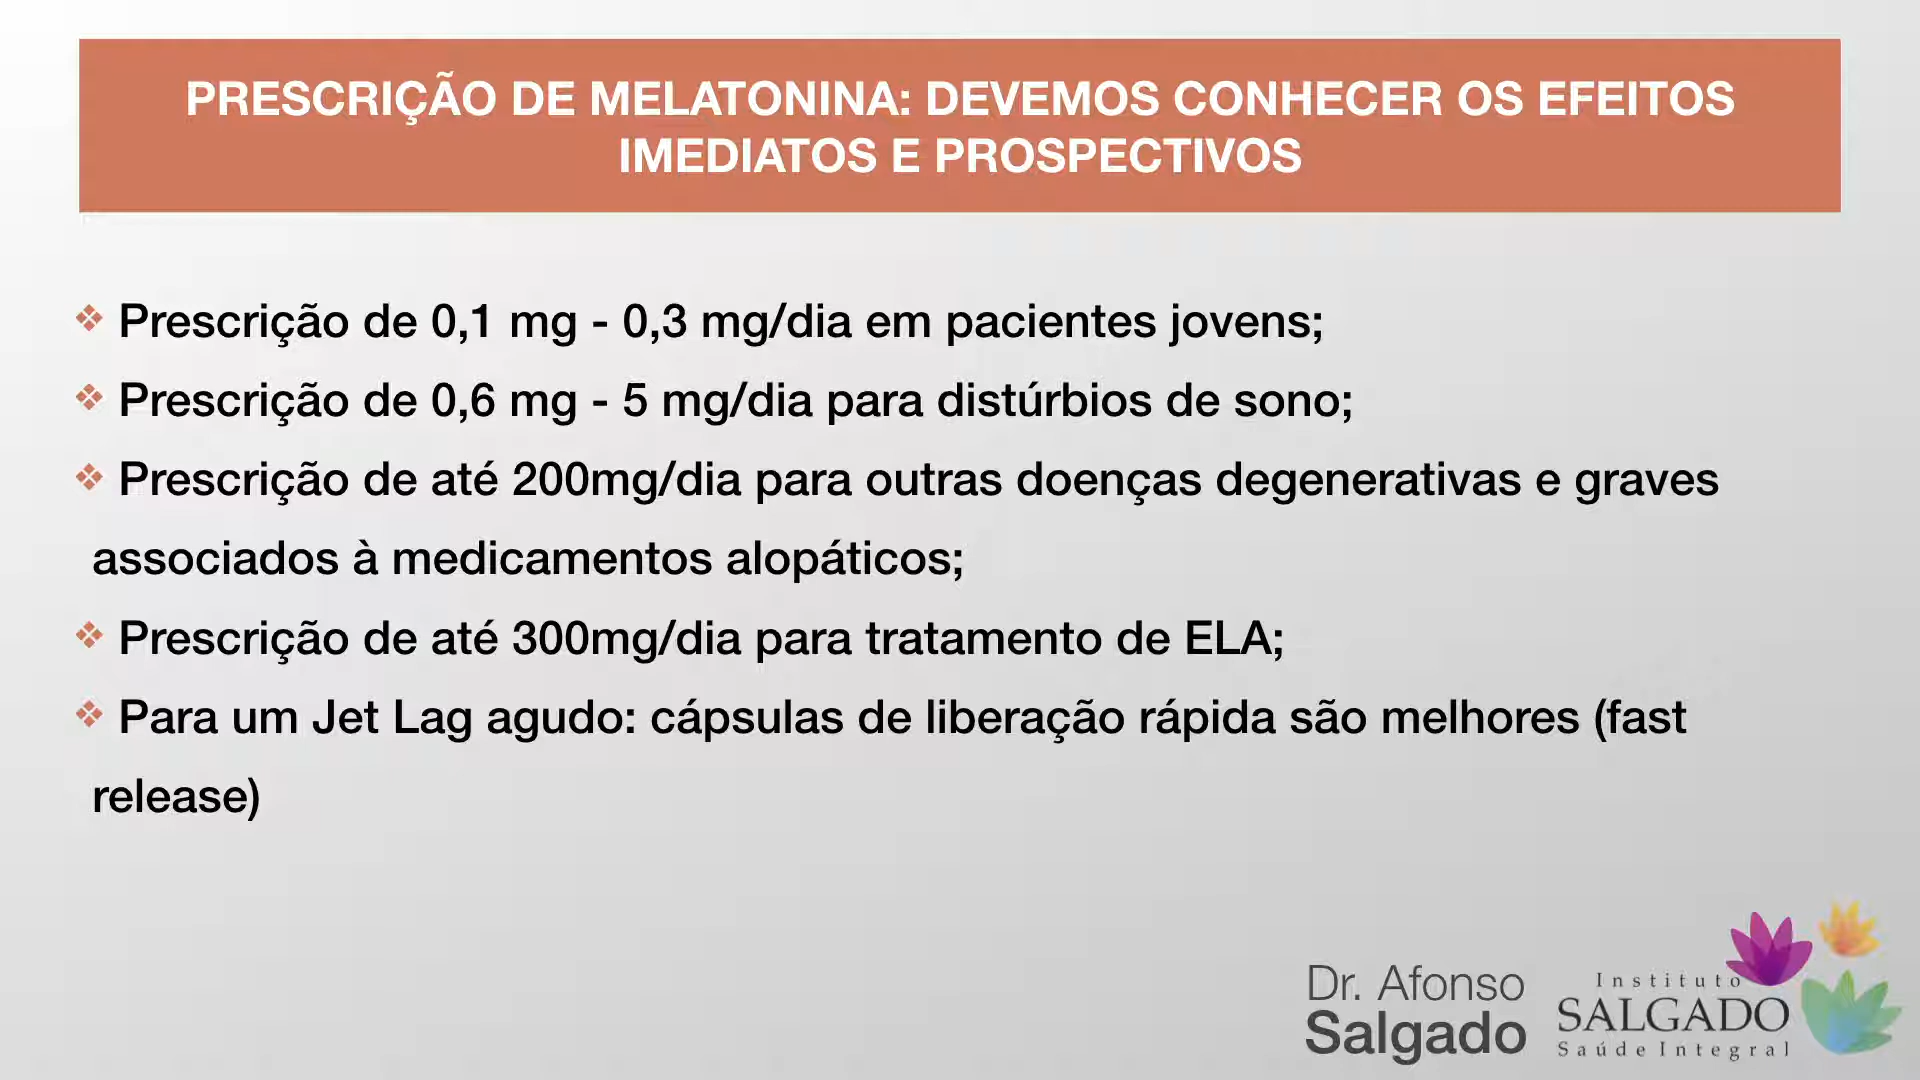 PRESCRIÇÃO DE MELATONINA: DEVEMOS CONHECER OS EFEITOS
IMEDIATOS E PROSPECTIVOS
Prescrição de 0,1 mg - 0,3 mg/dia em pacientes jovens;
Prescrição de 0,6 mg - 5 mg/dia para distúrbios de sono;
Prescrição de até 200mg/dia para outras doenças degenerativas e graves
associados à medicamentos alopáticos;
Prescrição de até 300mg/dia para tratamento de ELA;
Para um Jet Lag agudo: cápsulas de liberação rápida são melhores (fast
release)
Dr. Afonso
Salgado
Instituto
SALGADO
Saúde Integral